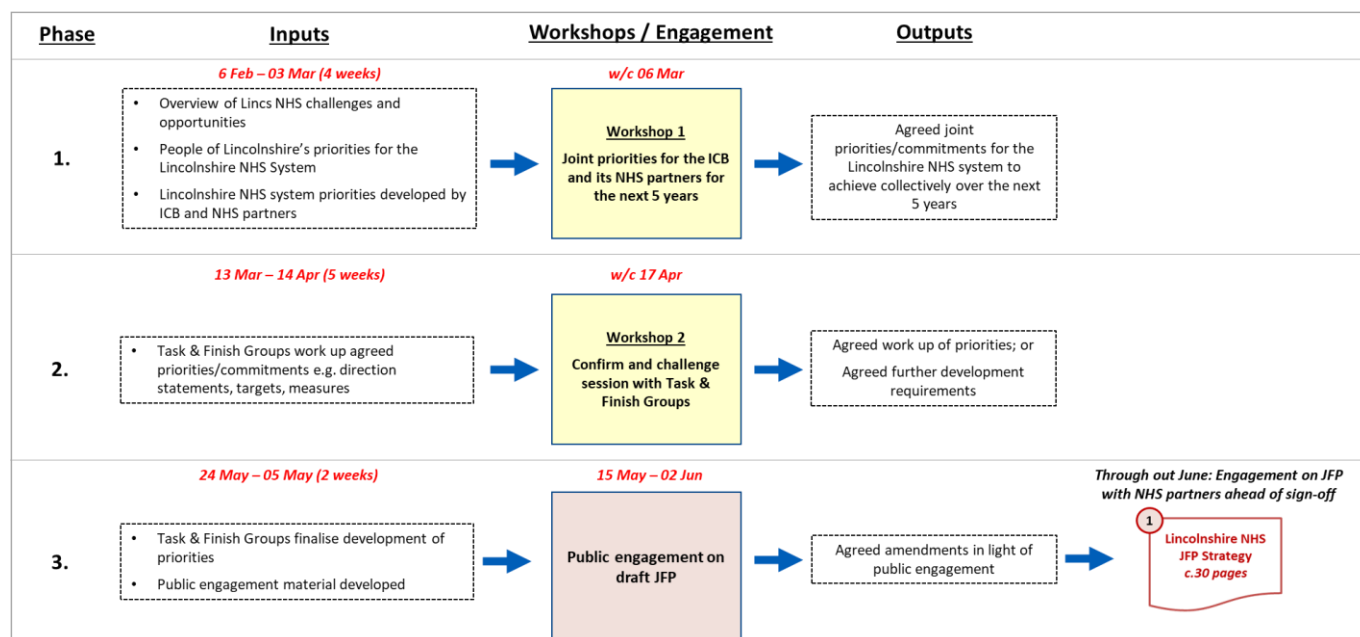 Phase
Inputs
Workshops / Engagement
Outputs
1.
6 Feb – 03 Mar (4 weeks)
• Overview of Lincs NHS challenges and
opportunities
• People of Lincolnshire's priorities for the
Lincolnshire NHS System
• Lincolnshire NHS system priorities developed by
ICB and NHS partners
w/c 06 Mar
Workshop 1
Joint priorities for the ICB
and its NHS partners for
the next 5 years
Agreed joint
priorities/commitments for
the Lincolnshire NHS system
to achieve collectively over
the next 5 years
2.
13 Mar – 14 Apr (5 weeks)
• Task & Finish Groups work up agreed
priorities/commitments e.g. direction
statements, targets, measures
w/c 17 Apr
Workshop 2
Confirm and challenge
session with Task &
Finish Groups
Agreed work up of priorities; or
Agreed further development
requirements
3.
24 May – 05 May (2 weeks)
• Task & Finish Groups finalise development of
priorities
• Public engagement material developed
15 May – 02 Jun
Public engagement on
draft JFP
Agreed amendments in light of
public engagement
Through out June: Engagement on JFP
with NHS partners ahead of sign-off
1
Lincolnshire NHS
JFP Strategy
c.30 pages